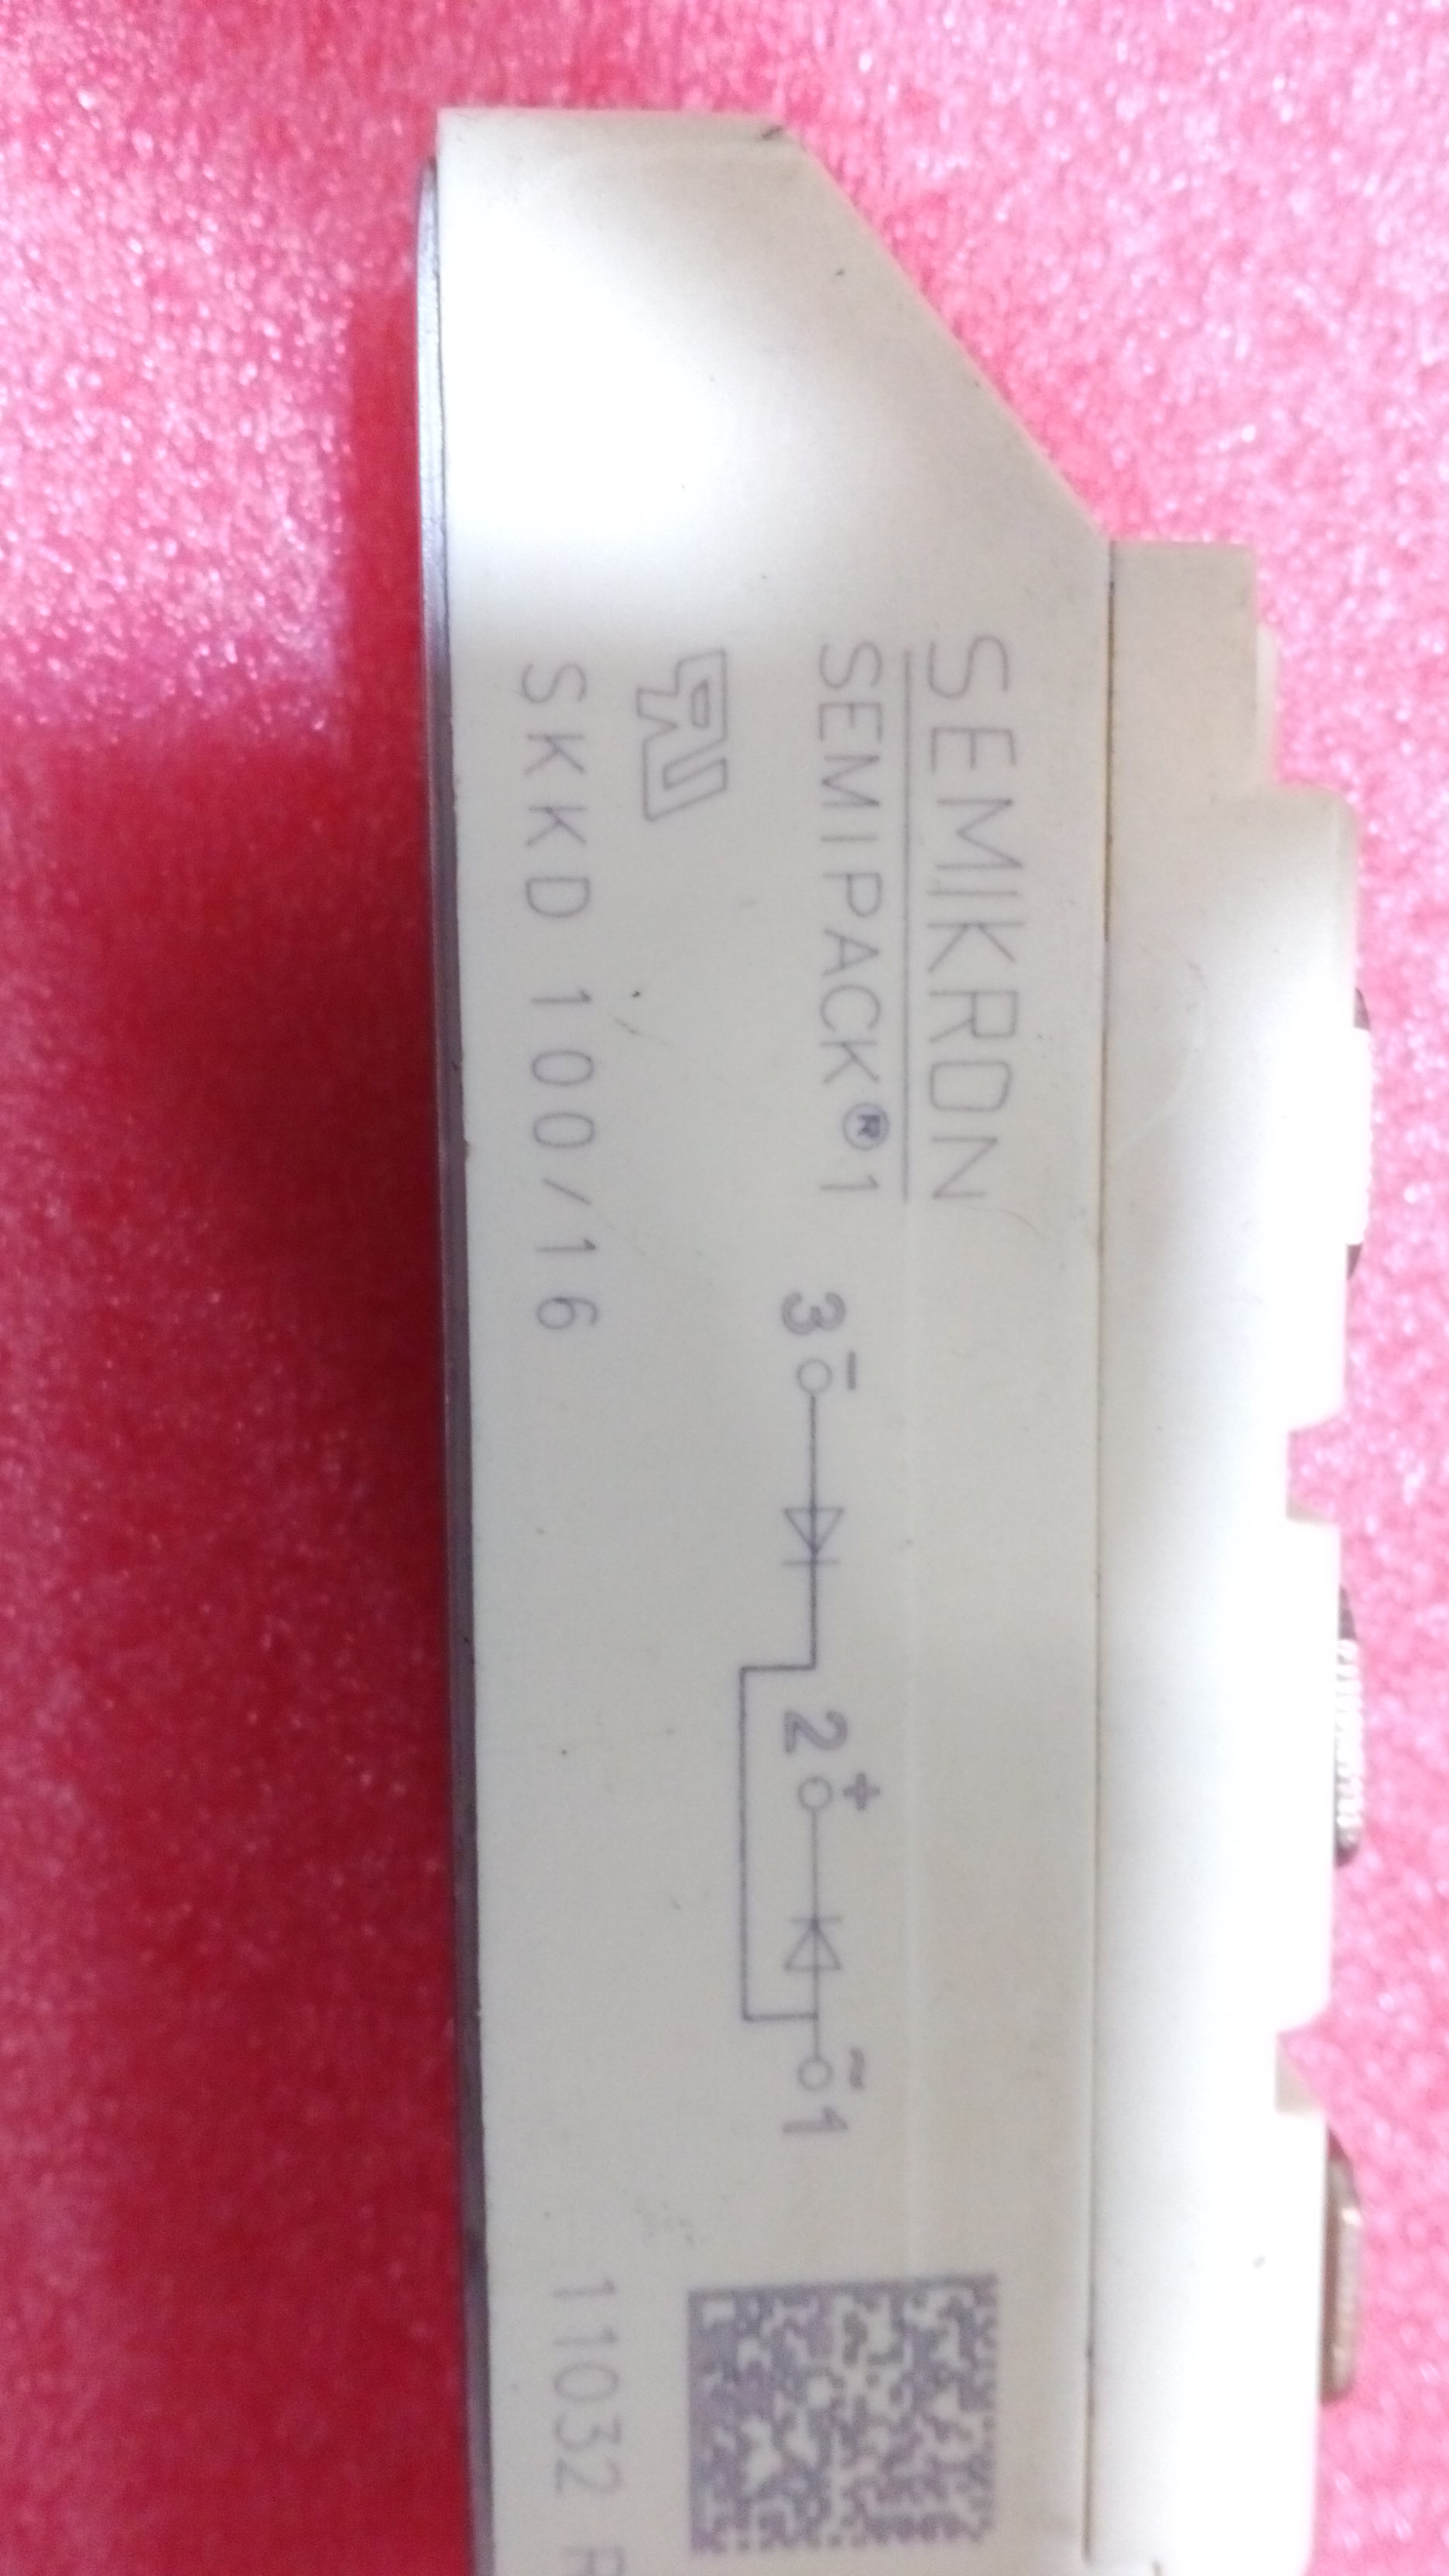 SEMIKRON
SEMIPACK®1
SKKD 100/16
3 - 2 + ~ 1
11032 R